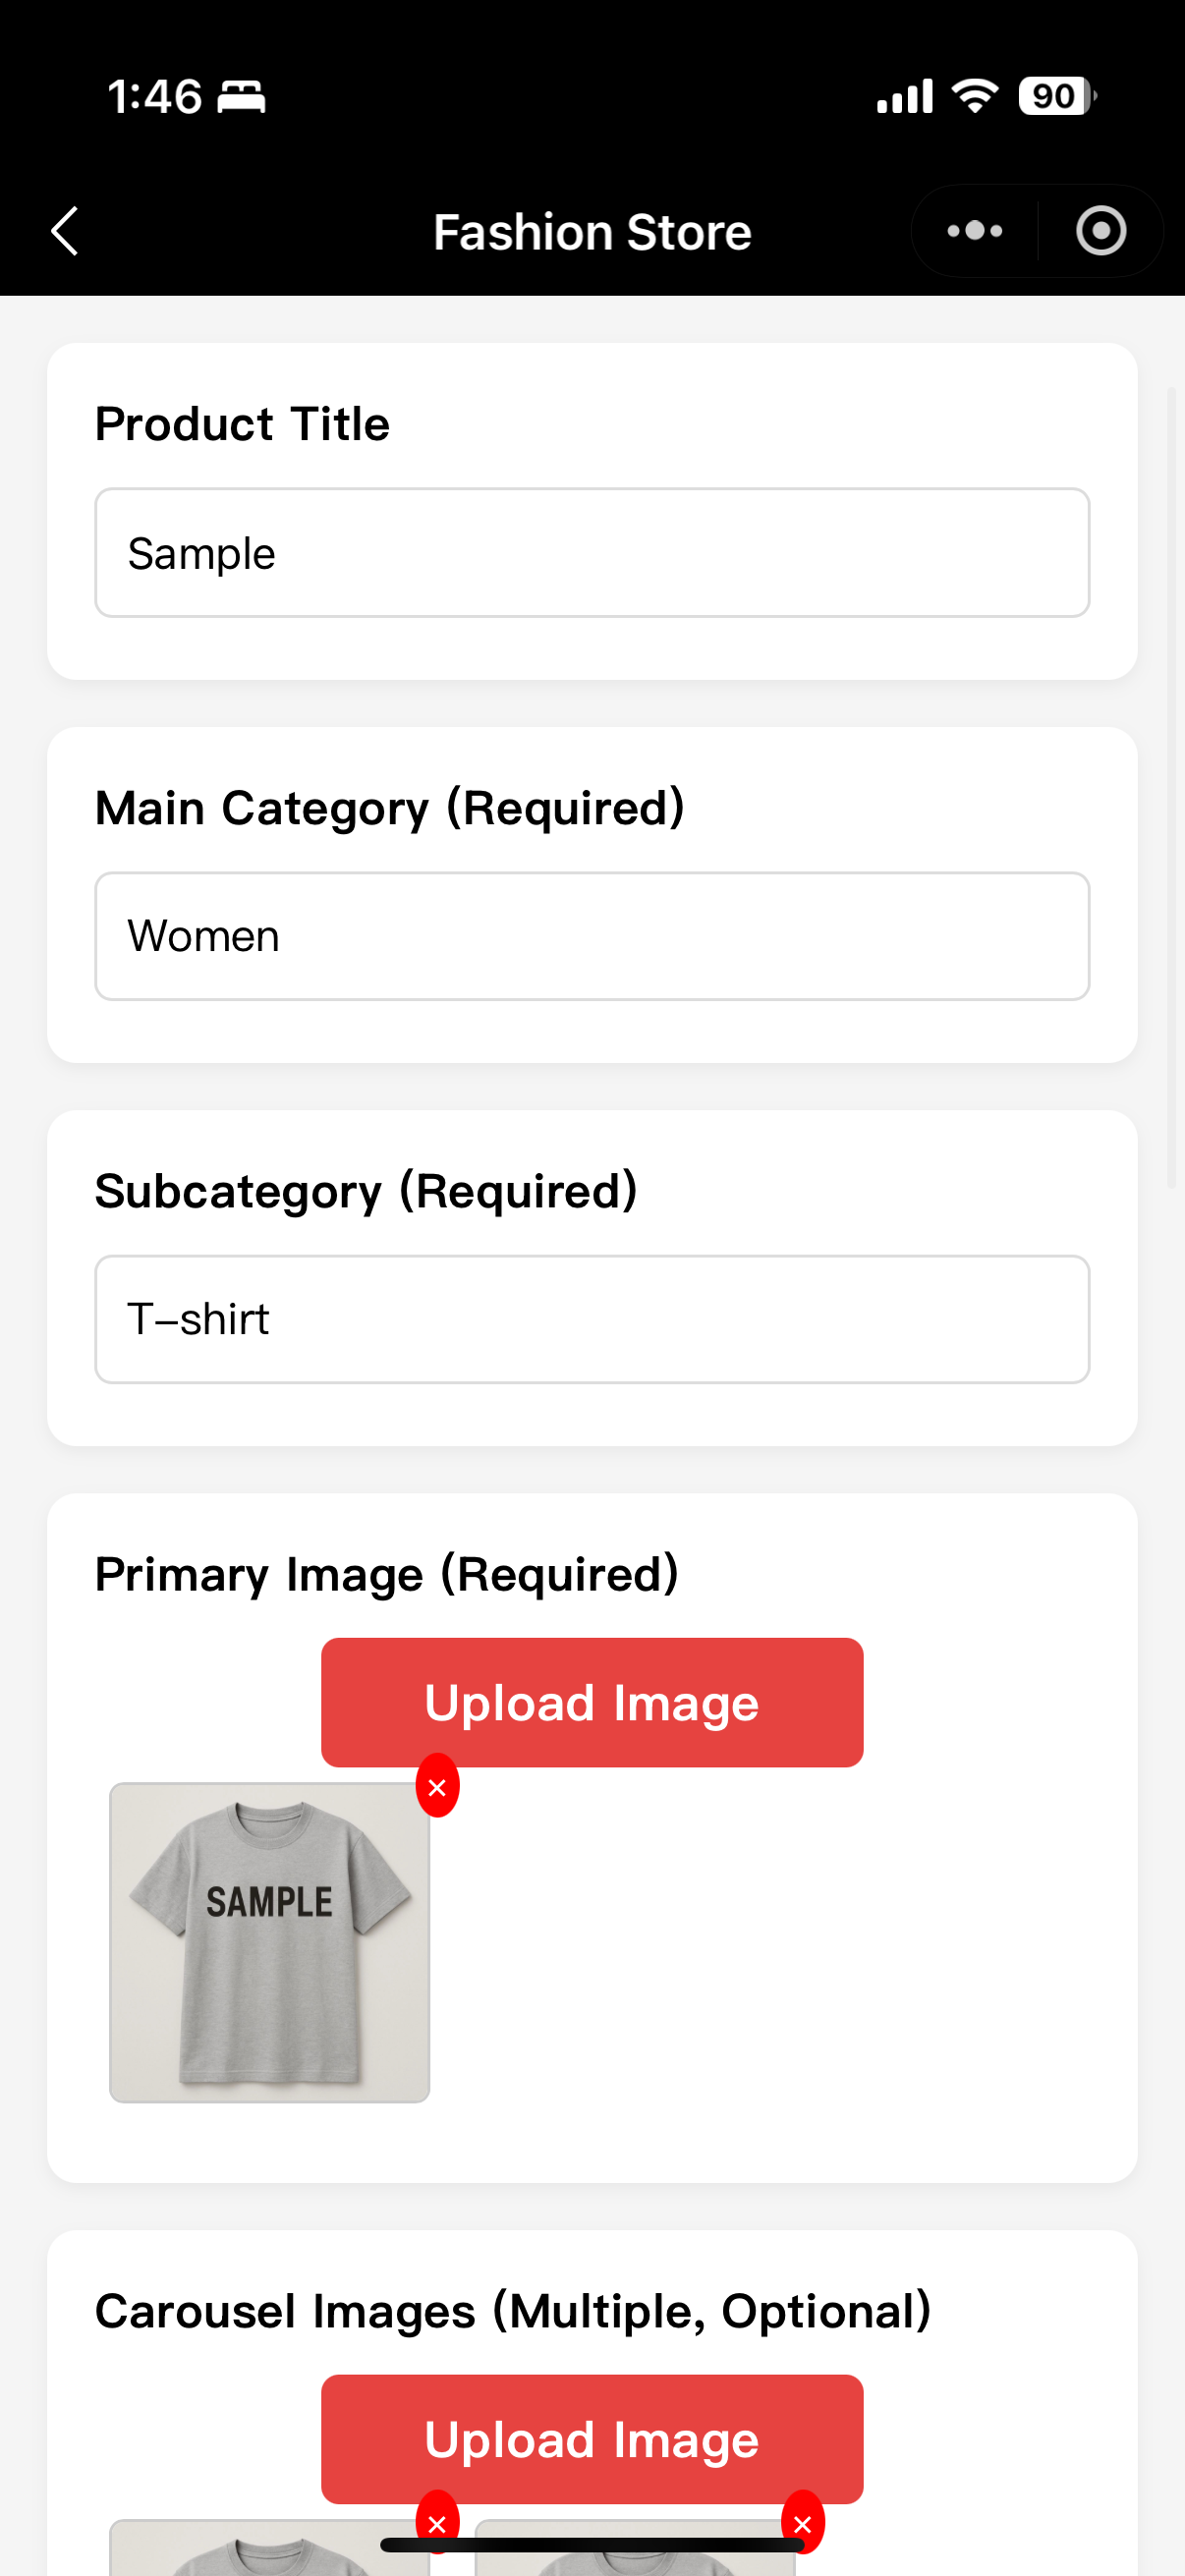 1:46
90
Fashion Store
Product Title
Sample
Main Category (Required)
Women
Subcategory (Required)
T-shirt
Primary Image (Required)
Upload Image
×
SAMPLE
Carousel Images (Multiple, Optional)
Upload Image
× ×